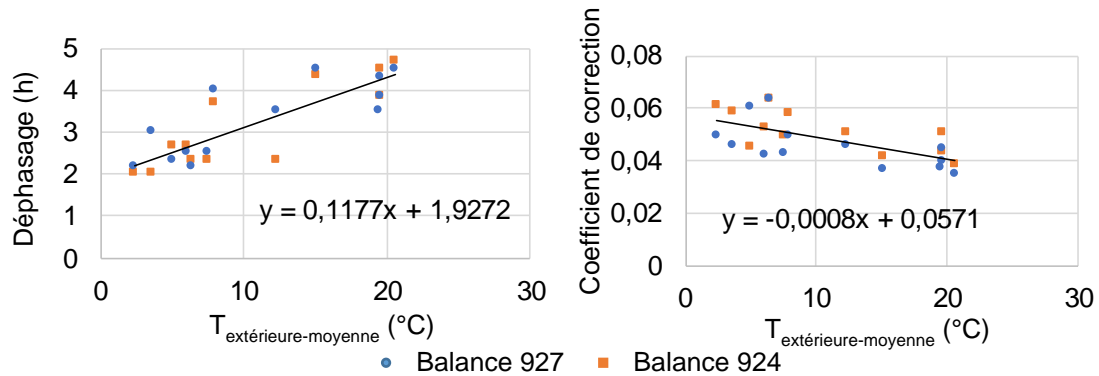 Déphasage (h)
5
4
3
2
1
0
y = 0,1177x + 1,9272
0 10 20 30
T extérieure-moyenne (°C)
Coefficient de correction
0,08
0,06
0,04
0,02
0
y = -0,0008x + 0,0571
0 10 20 30
T extérieure-moyenne (°C)
Balance 927 Balance 924